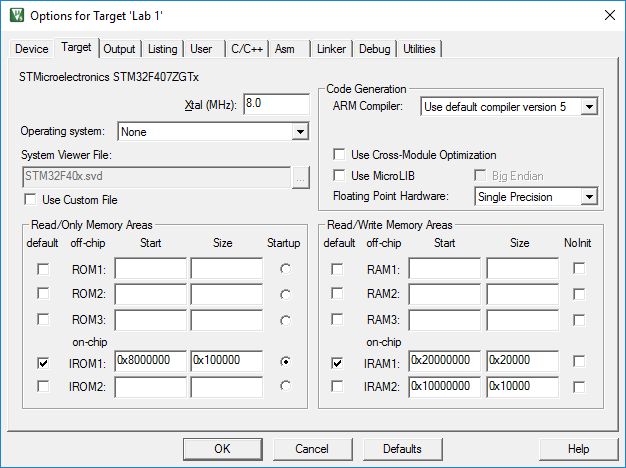 Options for Target 'Lab 1'
Device Target Output Listing User C/C++ Asm Linker Debug Utilities
STMicroelectronics STM32F407ZGTx
Xtal (MHz): 8.0
Operating system: None
System Viewer File:
STM32F40x.svd ...
Use Custom File
Code Generation
ARM Compiler: Use default compiler version 5
Use Cross-Module Optimization
Use MicroLIB Big Endian
Floating Point Hardware: Single Precision
Read/Only Memory Areas
default off-chip Start Size Startup
ROM1:
ROM2:
ROM3:
on-chip
IROM1: 0x8000000 0x100000
IROM2:
Read/Write Memory Areas
default off-chip Start Size NoInit
RAM1:
RAM2:
RAM3:
on-chip
IRAM1: 0x20000000 0x20000
IRAM2: 0x10000000 0x10000
OK Cancel Defaults Help